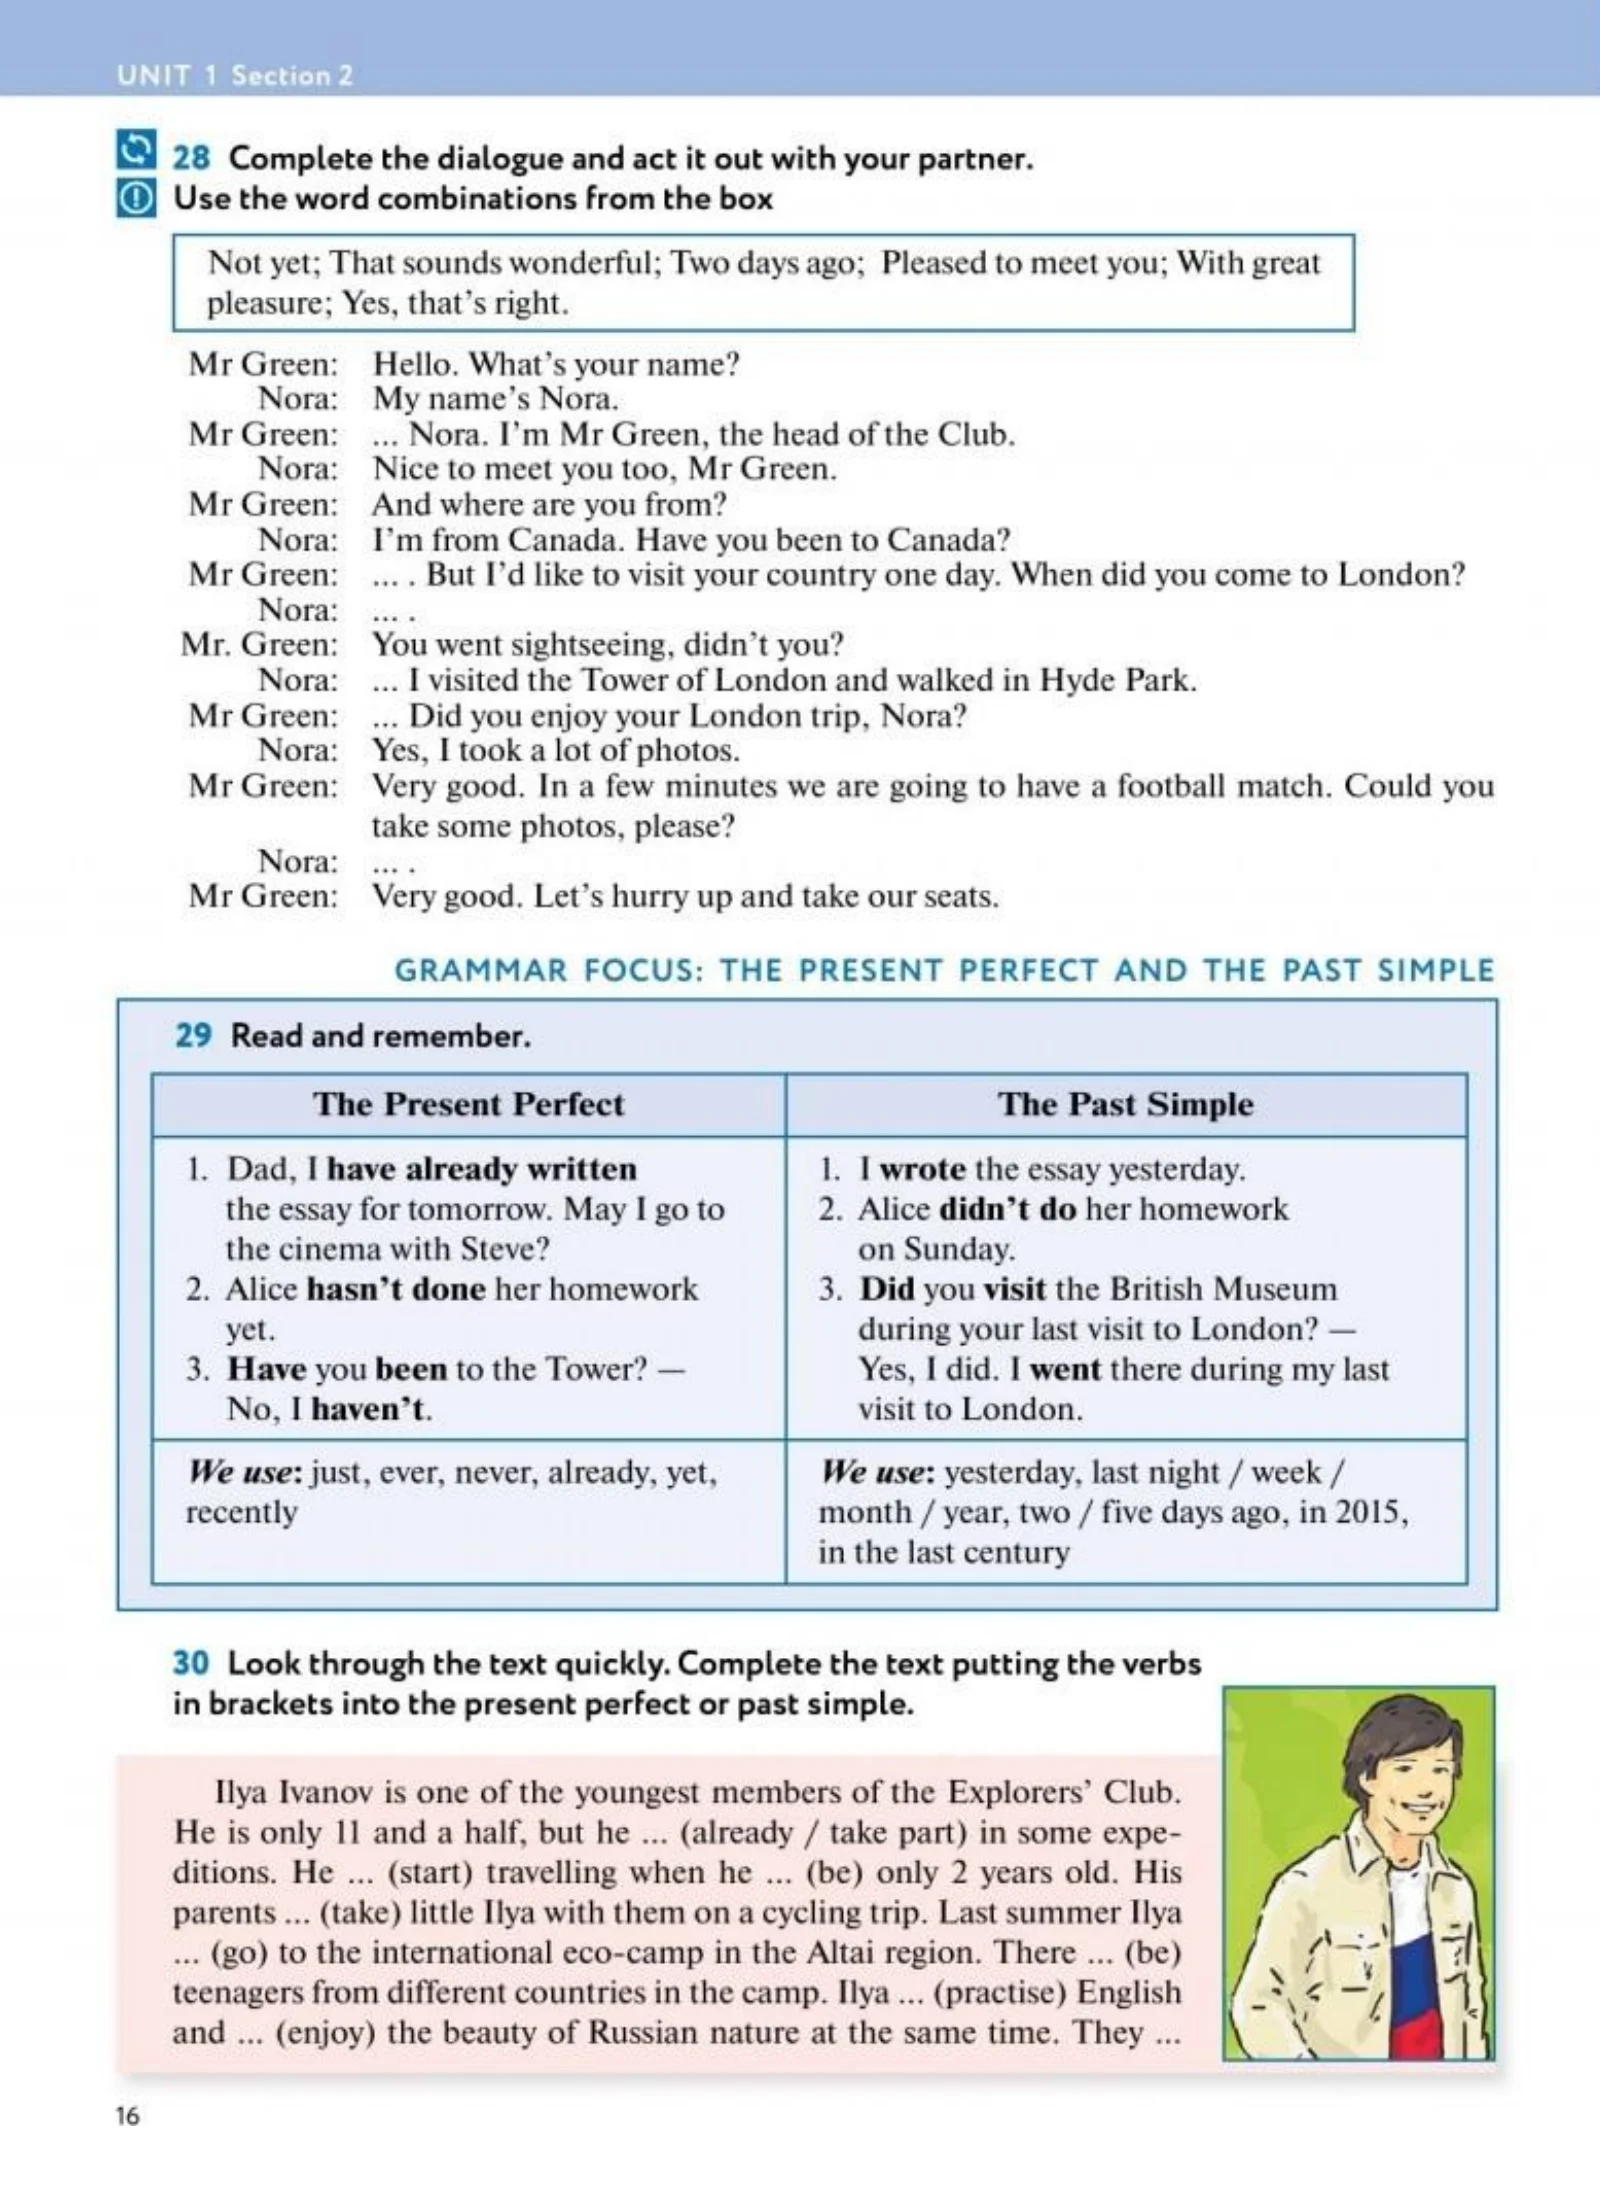 UNIT 1 Section 2
28 Complete the dialogue and act it out with your partner.
Use the word combinations from the box
Not yet; That sounds wonderful; Two days ago; Pleased to meet you; With great
pleasure; Yes, that's right.
Mr Green: Hello. What's your name?
Nora: My name's Nora.
Mr Green: ... Nora. I'm Mr Green, the head of the Club.
Nora: Nice to meet you too, Mr Green.
Mr Green: And where are you from?
Nora: I'm from Canada. Have you been to Canada?
Mr Green: ... . But I'd like to visit your country one day. When did you come to London?
Nora: ... .
Mr. Green: You went sightseeing, didn't you?
Nora: ... I visited the Tower of London and walked in Hyde Park.
Mr Green: ... Did you enjoy your London trip, Nora?
Nora: Yes, I took a lot of photos.
Mr Green: Very good. In a few minutes we are going to have a football match. Could you
take some photos, please?
Nora: ... .
Mr Green: Very good. Let's hurry up and take our seats.
GRAMMAR FOCUS: THE PRESENT PERFECT AND THE PAST SIMPLE
29 Read and remember.
The Present Perfect
1. Dad, I have already written
the essay for tomorrow. May I go to
the cinema with Steve?
2. Alice hasn't done her homework
yet.
3. Have you been to the Tower? —
No, I haven't.
We use: just, ever, never, already, yet,
recently
The Past Simple
1. I wrote the essay yesterday.
2. Alice didn't do her homework
on Sunday.
3. Did you visit the British Museum
during your last visit to London? —
Yes, I did. I went there during my last
visit to London.
We use: yesterday, last night / week /
month / year, two / five days ago, in 2015,
in the last century
30 Look through the text quickly. Complete the text putting the verbs
in brackets into the present perfect or past simple.
Ilya Ivanov is one of the youngest members of the Explorers' Club.
He is only 11 and a half, but he ... (already / take part) in some expe-
ditions. He ... (start) travelling when he ... (be) only 2 years old. His
parents ... (take) little Ilya with them on a cycling trip. Last summer Ilya
... (go) to the international eco-camp in the Altai region. There ... (be)
teenagers from different countries in the camp. Ilya ... (practise) English
and ... (enjoy) the beauty of Russian nature at the same time. They ...
16